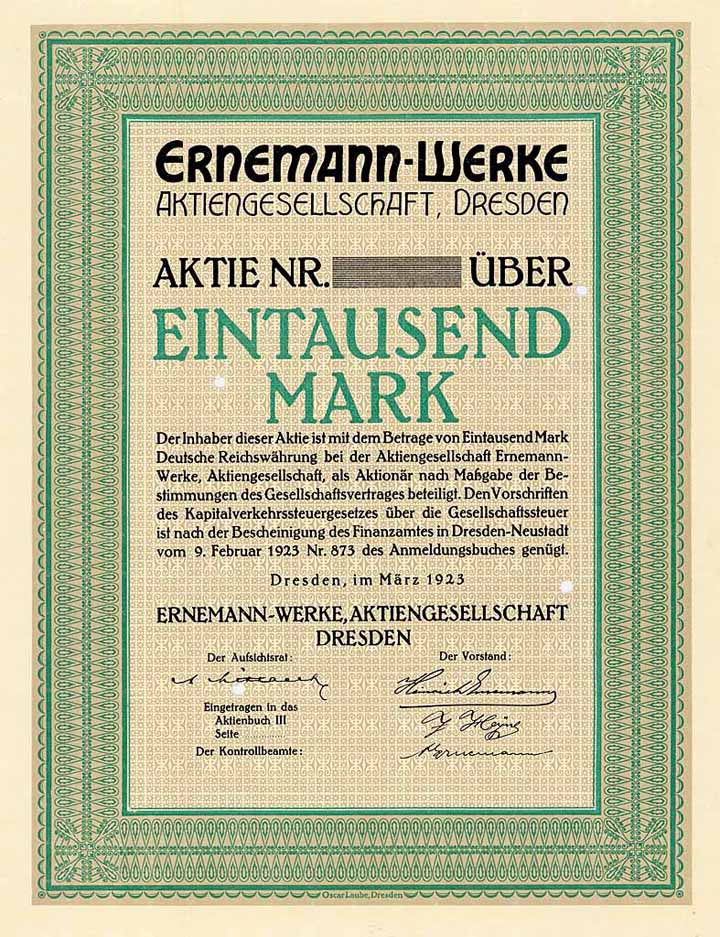 ERNEMANN-WERKE
AKTIENGESELLSCHAFT, DRESDEN
AKTIE NR. ÜBER
EINTAUSEND
MARK
Der Inhaber dieser Aktie ist mit dem Betrage von Eintausend Mark
Deutsche Reichswährung bei der Aktiengesellschaft Ernemann-
Werke, Aktiengesellschaft, als Aktionär nach Maßgabe der Be-
stimmungen des Gesellschaftsvertrages beteiligt. Den Vorschriften
des Kapitalverkehrssteuergesetzes über die Gesellschaftssteuer
ist nach der Bescheinigung des Finanzamtes in Dresden-Neustadt
vom 9. Februar 1923 Nr. 873 des Anmeldungsbuches genügt.
Dresden, im März 1923
ERNEMANN-WERKE, AKTIENGESELLSCHAFT
DRESDEN
Der Aufsichtsrat:
Der Vorstand:
Heinrich Ernemann
Eingetragen in das
Aktienbuch III
Seite ............
Der Kontrollbeamte:
Ernemann
Oscar Laube, Dresden